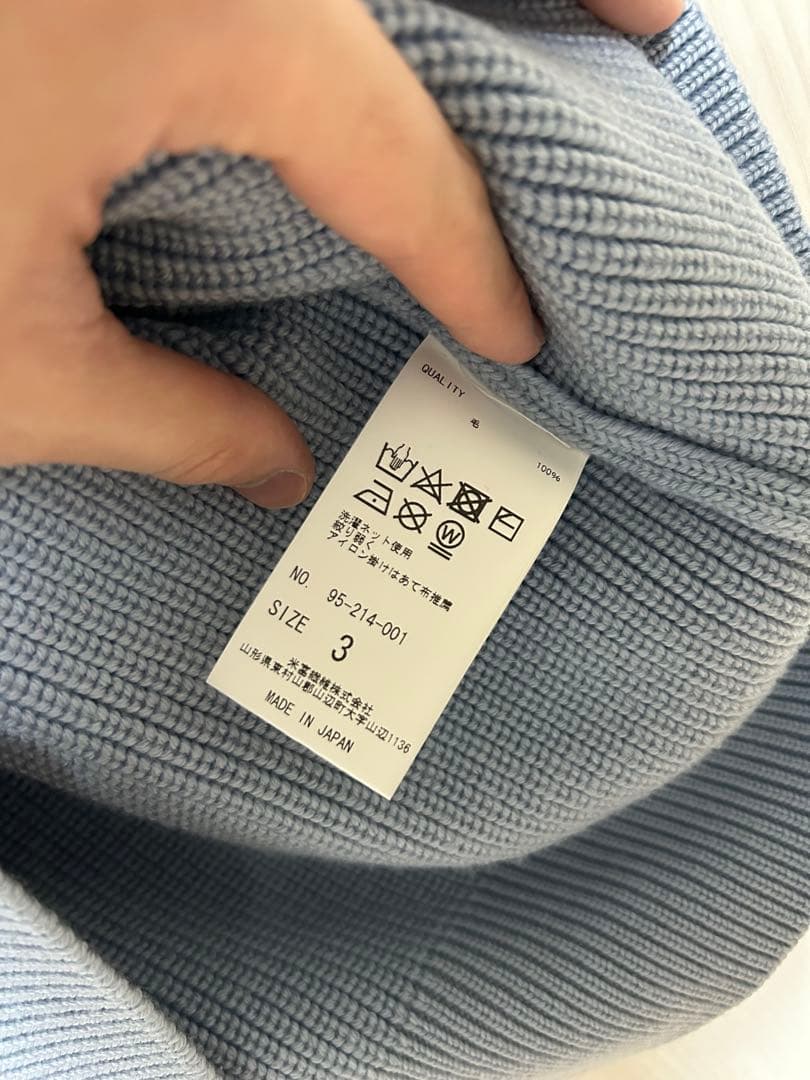 QUALITY
毛
100%
W
洗濯ネット使用
絞り弱く
アイロン掛けはあて布推薦
NO. 95-214-001
SIZE 3
米富繊維株式会社
山形県東村山郡山辺町大字山辺1136
MADE IN JAPAN